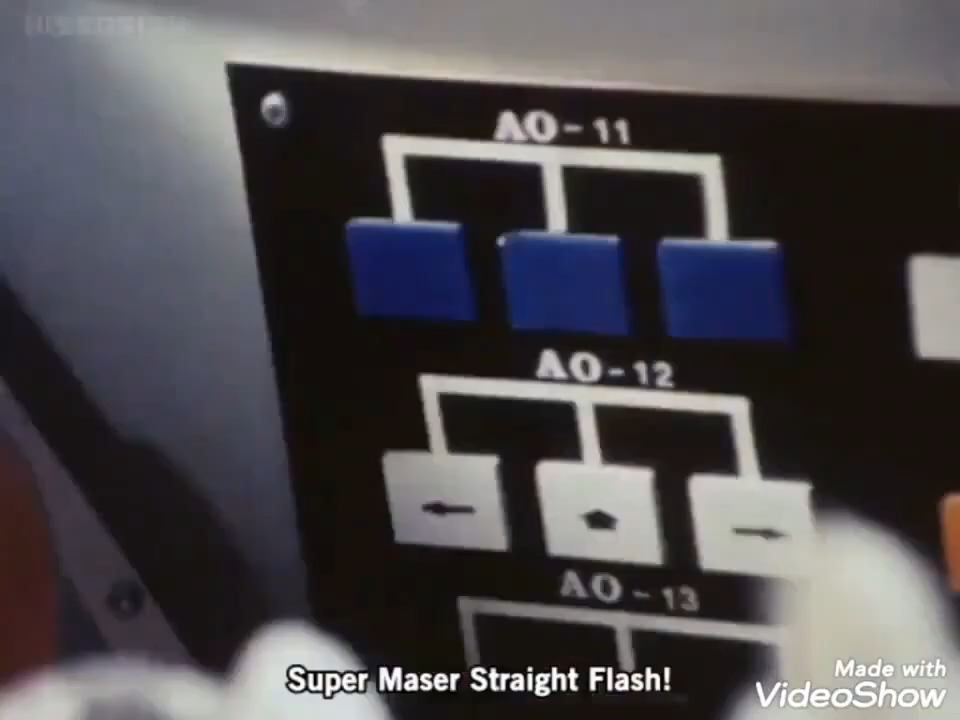 AO-11
AO-12
AO-13
Super Maser Straight Flash!
Made with
VideoShow